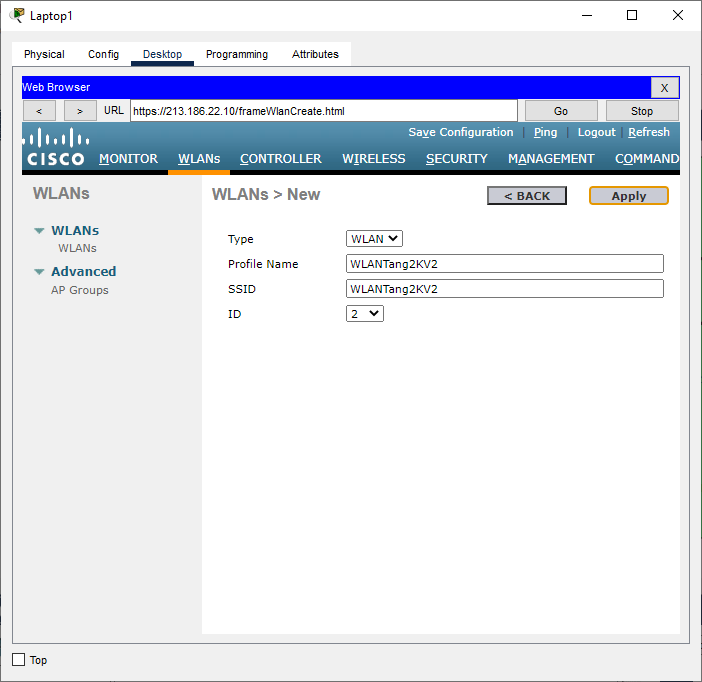 Laptop1
Physical Config Desktop Programming Attributes
Web Browser X
< > URL https://213.186.22.10/frameWlanCreate.html Go Stop
Save Configuration | Ping | Logout | Refresh
CISCO MONITOR WLANs CONTROLLER WIRELESS SECURITY MANAGEMENT COMMAND
WLANs
WLANs
WLANs
Advanced
AP Groups
WLANs > New < BACK Apply
Type WLAN
Profile Name WLANTang2KV2
SSID WLANTang2KV2
ID 2
Top